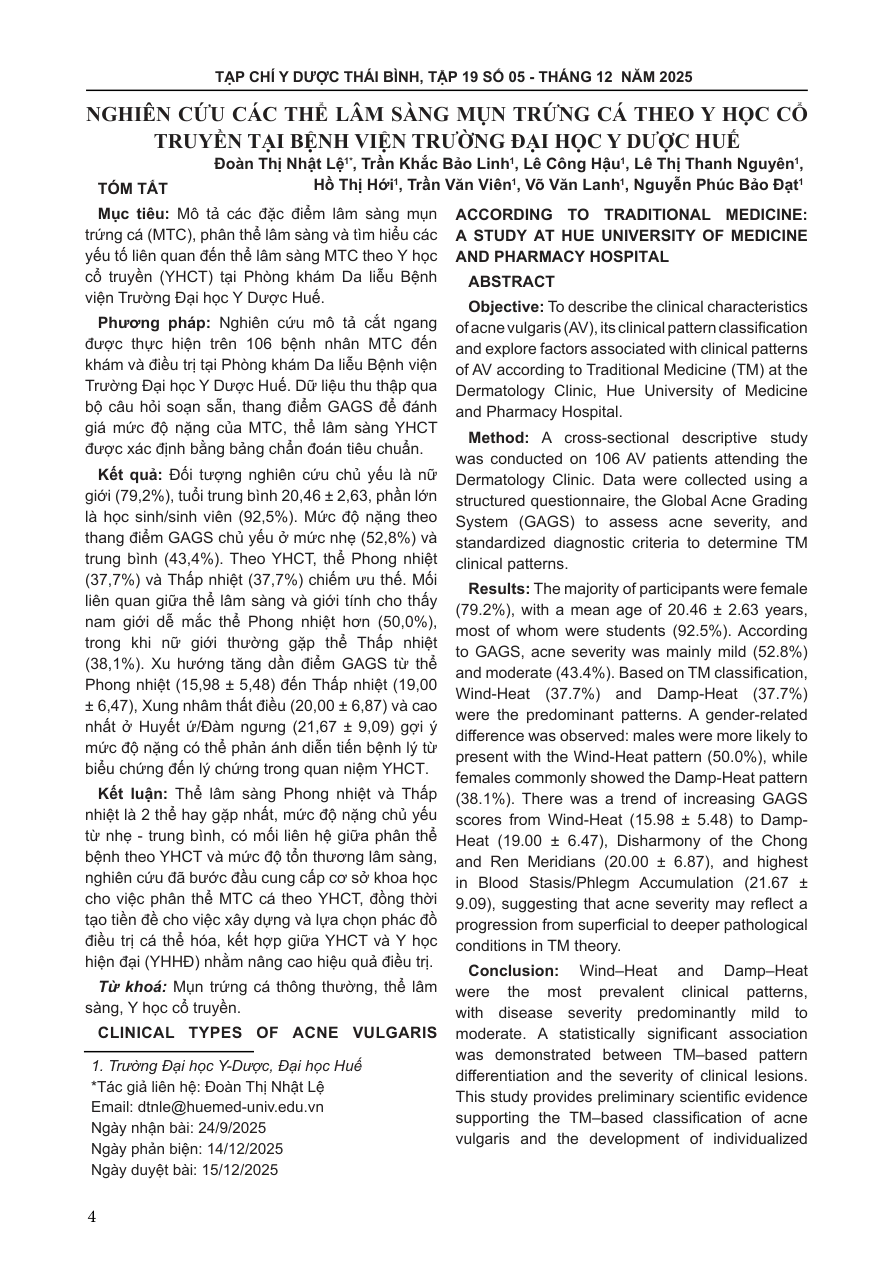 TẠP CHÍ Y DƯỢC THÁI BÌNH, TẬP 19 SỐ 05 - THÁNG 12 NĂM 2025
NGHIÊN CỨU CÁC THỂ LÂM SÀNG MỤN TRỨNG CÁ THEO Y HỌC CỔ
TRUYỀN TẠI BỆNH VIỆN TRƯỜNG ĐẠI HỌC Y DƯỢC HUẾ
Đoàn Thị Nhật Lệ¹*, Trần Khắc Bảo Linh¹, Lê Công Hậu¹, Lê Thị Thanh Nguyên¹,
Hồ Thị Hới¹, Trần Văn Viên¹, Võ Văn Lanh¹, Nguyễn Phúc Bảo Đạt¹
TÓM TẮT
Mục tiêu: Mô tả các đặc điểm lâm sàng mụn
trứng cá (MTC), phân thể lâm sàng và tìm hiểu các
yếu tố liên quan đến thể lâm sàng MTC theo Y học
cổ truyền (YHCT) tại Phòng khám Da liễu Bệnh
viện Trường Đại học Y Dược Huế.
Phương pháp: Nghiên cứu mô tả cắt ngang
được thực hiện trên 106 bệnh nhân MTC đến
khám và điều trị tại Phòng khám Da liễu Bệnh viện
Trường Đại học Y Dược Huế. Dữ liệu thu thập qua
bộ câu hỏi soạn sẵn, thang điểm GAGS để đánh
giá mức độ nặng của MTC, thể lâm sàng YHCT
được xác định bằng bảng chẩn đoán tiêu chuẩn.
Kết quả: Đối tượng nghiên cứu chủ yếu là nữ
giới (79,2%), tuổi trung bình 20,46 ± 2,63, phần lớn
là học sinh/sinh viên (92,5%). Mức độ nặng theo
thang điểm GAGS chủ yếu ở mức nhẹ (52,8%) và
trung bình (43,4%). Theo YHCT, thể Phong nhiệt
(37,7%) và Thấp nhiệt (37,7%) chiếm ưu thế. Mối
liên quan giữa thể lâm sàng và giới tính cho thấy
nam giới dễ mắc thể Phong nhiệt hơn (50,0%),
trong khi nữ giới thường gặp thể Thấp nhiệt
(38,1%). Xu hướng tăng dần điểm GAGS từ thể
Phong nhiệt (15,98 ± 5,48) đến Thấp nhiệt (19,00
± 6,47), Xung nhâm thất điều (20,00 ± 6,87) và cao
nhất ở Huyết ứ/Đàm ngưng (21,67 ± 9,09) gợi ý
mức độ nặng có thể phản ánh diễn tiến bệnh lý từ
biểu chứng đến lý chứng trong quan niệm YHCT.
Kết luận: Thể lâm sàng Phong nhiệt và Thấp
nhiệt là 2 thể hay gặp nhất, mức độ nặng chủ yếu
từ nhẹ - trung bình, có mối liên hệ giữa phân thể
bệnh theo YHCT và mức độ tổn thương lâm sàng,
nghiên cứu đã bước đầu cung cấp cơ sở khoa học
cho việc phân thể MTC cá theo YHCT, đồng thời
tạo tiền đề cho việc xây dựng và lựa chọn phác đồ
điều trị cá thể hóa, kết hợp giữa YHCT và Y học
hiện đại (YHHĐ) nhằm nâng cao hiệu quả điều trị.
Từ khoá: Mụn trứng cá thông thường, thể lâm
sàng, Y học cổ truyền.
CLINICAL TYPES OF ACNE VULGARIS
1. Trường Đại học Y-Dược, Đại học Huế
*Tác giả liên hệ: Đoàn Thị Nhật Lệ
Email: dtnle@huemed-univ.edu.vn
Ngày nhận bài: 24/9/2025
Ngày phản biện: 14/12/2025
Ngày duyệt bài: 15/12/2025
ACCORDING TO TRADITIONAL MEDICINE:
A STUDY AT HUE UNIVERSITY OF MEDICINE
AND PHARMACY HOSPITAL
ABSTRACT
Objective: To describe the clinical characteristics
of acne vulgaris (AV), its clinical pattern classification
and explore factors associated with clinical patterns
of AV according to Traditional Medicine (TM) at the
Dermatology Clinic, Hue University of Medicine
and Pharmacy Hospital.
Method: A cross-sectional descriptive study
was conducted on 106 AV patients attending the
Dermatology Clinic. Data were collected using a
structured questionnaire, the Global Acne Grading
System (GAGS) to assess acne severity, and
standardized diagnostic criteria to determine TM
clinical patterns.
Results: The majority of participants were female
(79.2%), with a mean age of 20.46 ± 2.63 years,
most of whom were students (92.5%). According
to GAGS, acne severity was mainly mild (52.8%)
and moderate (43.4%). Based on TM classification,
Wind-Heat (37.7%) and Damp-Heat (37.7%)
were the predominant patterns. A gender-related
difference was observed: males were more likely to
present with the Wind-Heat pattern (50.0%), while
females commonly showed the Damp-Heat pattern
(38.1%). There was a trend of increasing GAGS
scores from Wind-Heat (15.98 ± 5.48) to Damp-
Heat (19.00 ± 6.47), Disharmony of the Chong
and Ren Meridians (20.00 ± 6.87), and highest
in Blood Stasis/Phlegm Accumulation (21.67 ±
9.09), suggesting that acne severity may reflect a
progression from superficial to deeper pathological
conditions in TM theory.
Conclusion: Wind–Heat and Damp–Heat
were the most prevalent clinical patterns,
with disease severity predominantly mild to
moderate. A statistically significant association
was demonstrated between TM–based pattern
differentiation and the severity of clinical lesions.
This study provides preliminary scientific evidence
supporting the TM–based classification of acne
vulgaris and the development of individualized
4